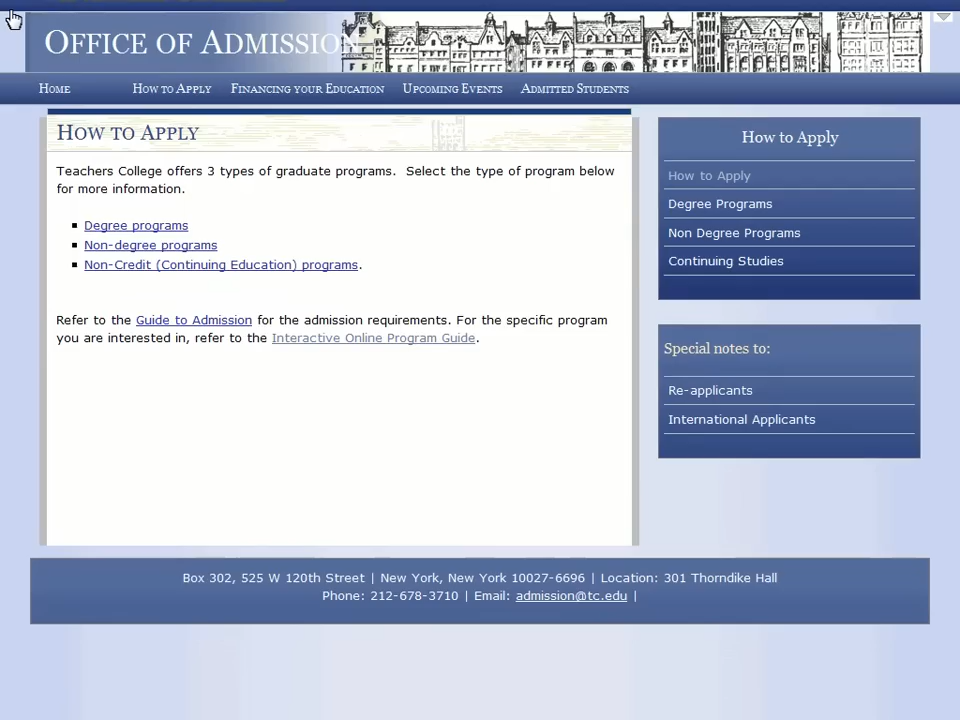 OFFICE OF ADMISSION
HOME HOW TO APPLY FINANCING YOUR EDUCATION UPCOMING EVENTS ADMITTED STUDENTS
HOW TO APPLY
Teachers College offers 3 types of graduate programs. Select the type of program below
for more information.
Degree programs
Non-degree programs
Non-Credit (Continuing Education) programs.
Refer to the Guide to Admission for the admission requirements. For the specific program
you are interested in, refer to the Interactive Online Program Guide.
How to Apply
How to Apply
Degree Programs
Non Degree Programs
Continuing Studies
Special notes to:
Re-applicants
International Applicants
Box 302, 525 W 120th Street | New York, New York 10027-6696 | Location: 301 Thorndike Hall
Phone: 212-678-3710 | Email: admission@tc.edu |